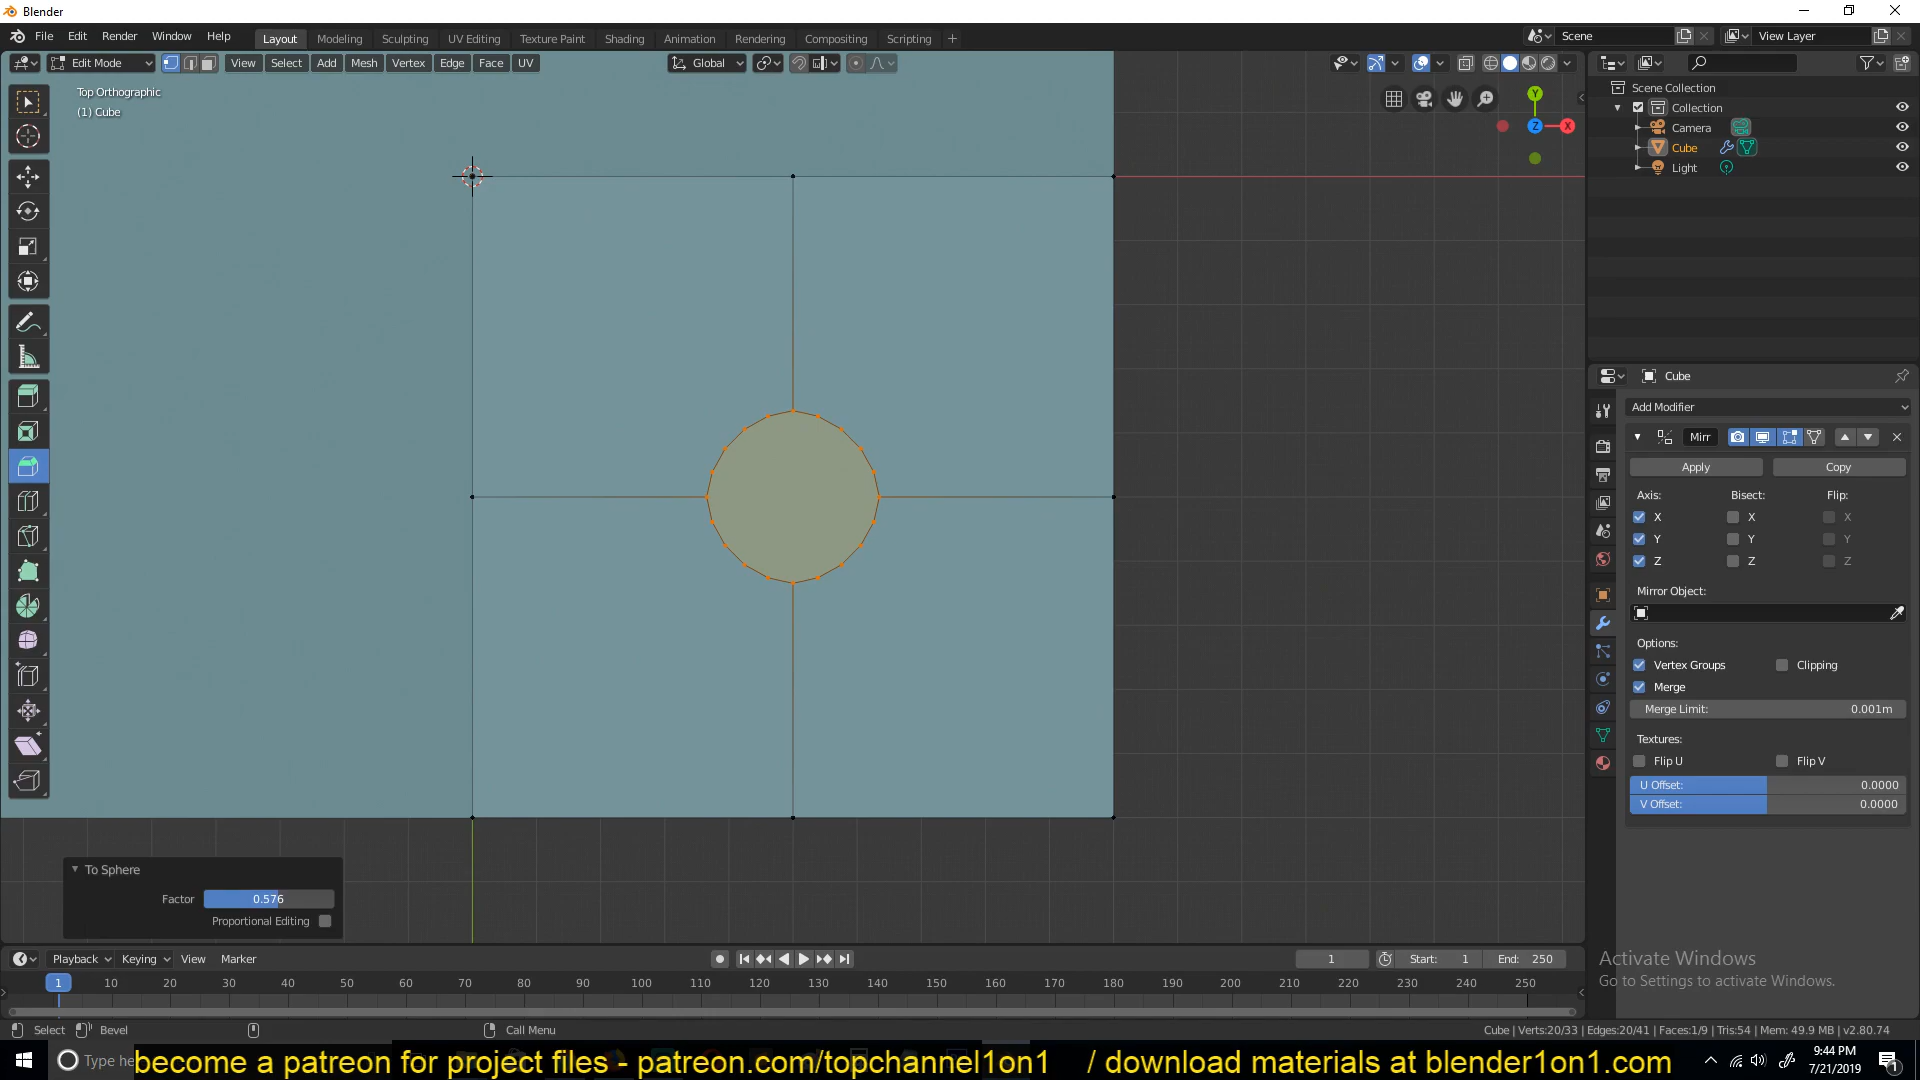 Blender
File Edit Render Window Help
Layout Modeling Sculpting UV Editing Texture Paint Shading Animation Rendering Compositing Scripting
Scene View Layer
Edit Mode View Select Add Mesh Vertex Edge Face UV
Global
Top Orthographic
(1) Cube
Y
Z
X
Scene Collection
Collection
Camera
Cube
Light
Cube
Add Modifier
Mirr
Apply Copy
Axis: Bisect: Flip:
X X X
Y Y Y
Z Z Z
Mirror Object:
Options:
Vertex Groups Clipping
Merge
Merge Limit: 0.001m
Textures:
Flip U Flip V
U Offset: 0.0000
V Offset: 0.0000
To Sphere
Factor 0.576
Proportional Editing
Playback Keying View Marker
1 Start: 1 End: 250
1 10 20 30 40 50 60 70 80 90 100 110 120 130 140 150 160 170 180 190 200 210 220 230 240 250
Activate Windows
Go to Settings to activate Windows.
Select Bevel Call Menu
Cube | Verts:20/33 | Edges:20/41 | Faces:1/9 | Tris:54 | Mem: 49.9 MB | v2.80.74
Type he
become a patreon for project files - patreon.com/topchannel1on1 / download materials at blender1on1.com
9:44 PM
7/21/2019
1